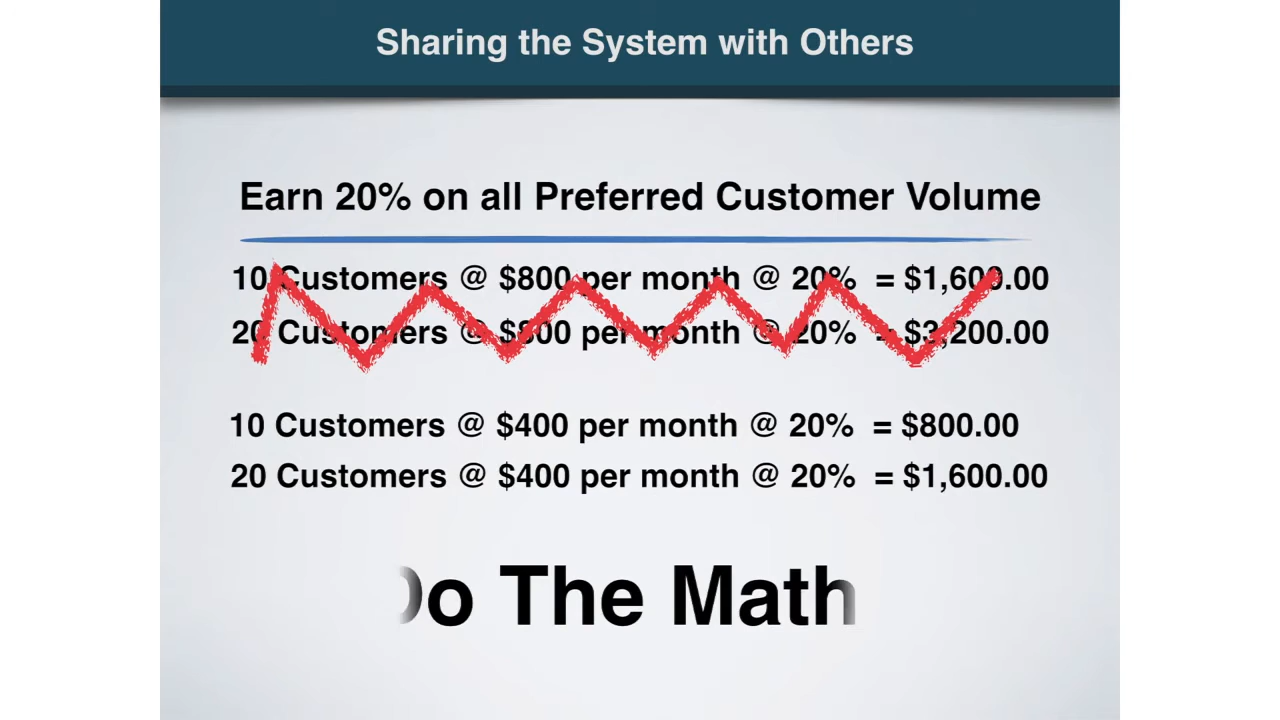 Sharing the System with Others
Earn 20% on all Preferred Customer Volume
10 Customers @ $800 per month @ 20% = $1,600.00
20 Customers @ $800 per month @ 20% = $3,200.00
10 Customers @ $400 per month @ 20% = $800.00
20 Customers @ $400 per month @ 20% = $1,600.00
Do The Math